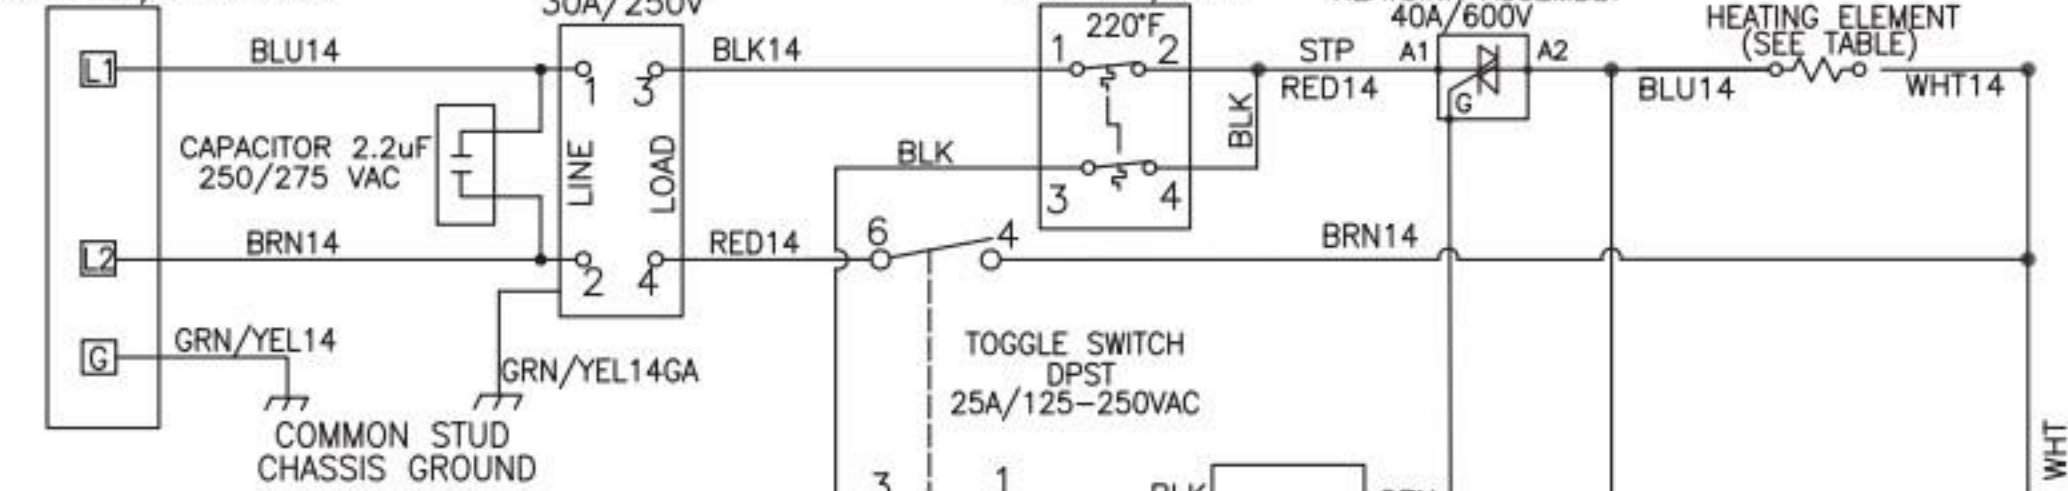 30A/250V
40A/600V
HEATING ELEMENT
(SEE TABLE)
220°F
L1
BLU14
1
3
BLK14
1
2
STP
RED14
A1
A2
G
BLU14
WHT14
CAPACITOR 2.2uF
250/275 VAC
LINE
LOAD
BLK
BLK
3
4
L2
BRN14
2
4
RED14
6
4
BRN14
G
GRN/YEL14
GRN/YEL14GA
COMMON STUD
CHASSIS GROUND
TOGGLE SWITCH
DPST
25A/125-250VAC
3
1
BLK
WHT